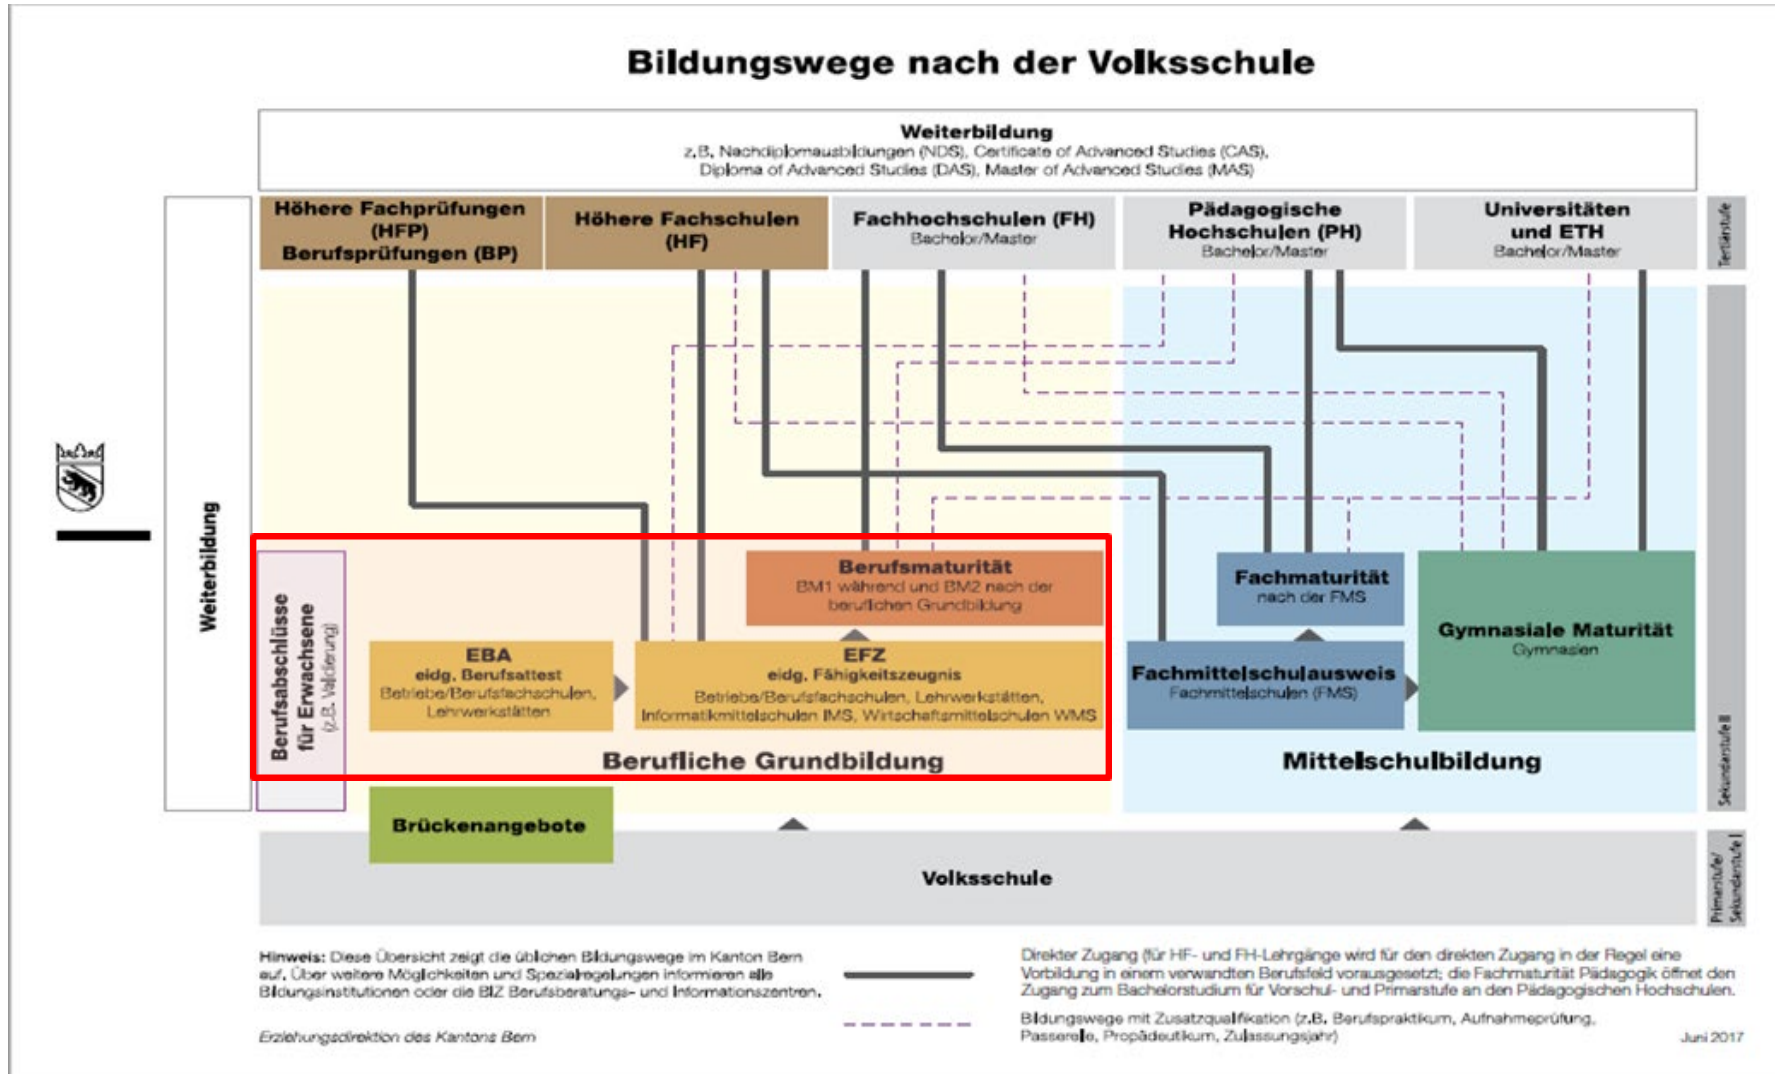 Bildungswege nach der Volksschule
Weiterbildung
z.B. Nachdiplomausbildungen (NDS), Certificate of Advanced Studies (CAS),
Diploma of Advanced Studies (DAS), Master of Advanced Studies (MAS)
Höhere Fachprüfungen
(HFP)
Berufsprüfungen (BP)
Höhere Fachschulen
(HF)
Fachhochschulen (FH)
Bachelor/Master
Pädagogische
Hochschulen (PH)
Bachelor/Master
Universitäten
und ETH
Bachelor/Master
Tertiärstufe
Weiterbildung
Berufsabschlüsse
für Erwachsene
(z.B. Validierung)
Berufsmaturität
BM1 während und BM2 nach der
beruflichen Grundbildung
EBA
eidg. Berufsattest
Betriebe/Berufsfachschulen,
Lehrwerkstätten
EFZ
eidg. Fähigkeitszeugnis
Betriebe/Berufsfachschulen, Lehrwerkstätten,
Informatikmittelschulen IMS, Wirtschaftsmittelschulen WMS
Berufliche Grundbildung
Fachmaturität
nach der FMS
Fachmittelschulausweis
Fachmittelschulen (FMS)
Gymnasiale Maturität
Gymnasien
Mittelschulbildung
Sekundarstufe II
Brückenangebote
Volksschule
Primarstufe/
Sekundarstufe I
Hinweis: Diese Übersicht zeigt die üblichen Bildungswege im Kanton Bern
auf. Über weitere Möglichkeiten und Spezialregelungen informieren alle
Bildungsinstitutionen oder die BIZ Berufsberatungs- und Informationszentren.
Erziehungsdirektion des Kantons Bern
Direkter Zugang (für HF- und FH-Lehrgänge wird für den direkten Zugang in der Regel eine
Vorbildung in einem verwandten Berufsfeld vorausgesetzt; die Fachmaturität Pädagogik öffnet den
Zugang zum Bachelorstudium für Vorschul- und Primarstufe an den Pädagogischen Hochschulen.
Bildungswege mit Zusatzqualifikation (z.B. Berufspraktikum, Aufnahmeprüfung,
Passerelle, Propädeutikum, Zulassungsjahr)
Juni 2017